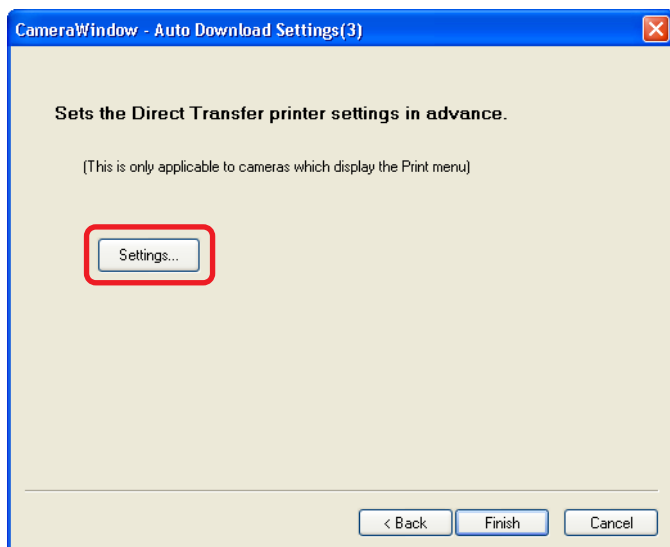 CameraWindow - Auto Download Settings(3)
Sets the Direct Transfer printer settings in advance.
(This is only applicable to cameras which display the Print menu)
Settings...
< Back
Finish
Cancel